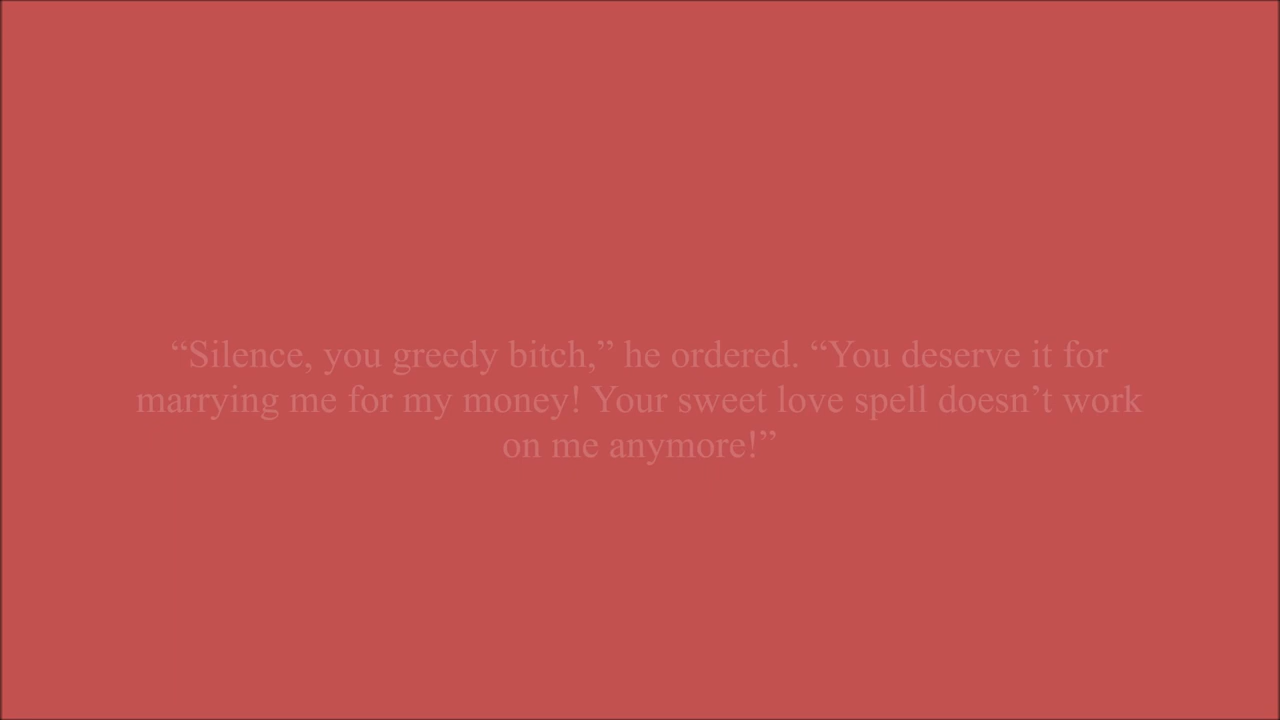 “Silence, you greedy bitch,” he ordered. “You deserve it for
marrying me for my money! Your sweet love spell doesn’t work
on me anymore!”